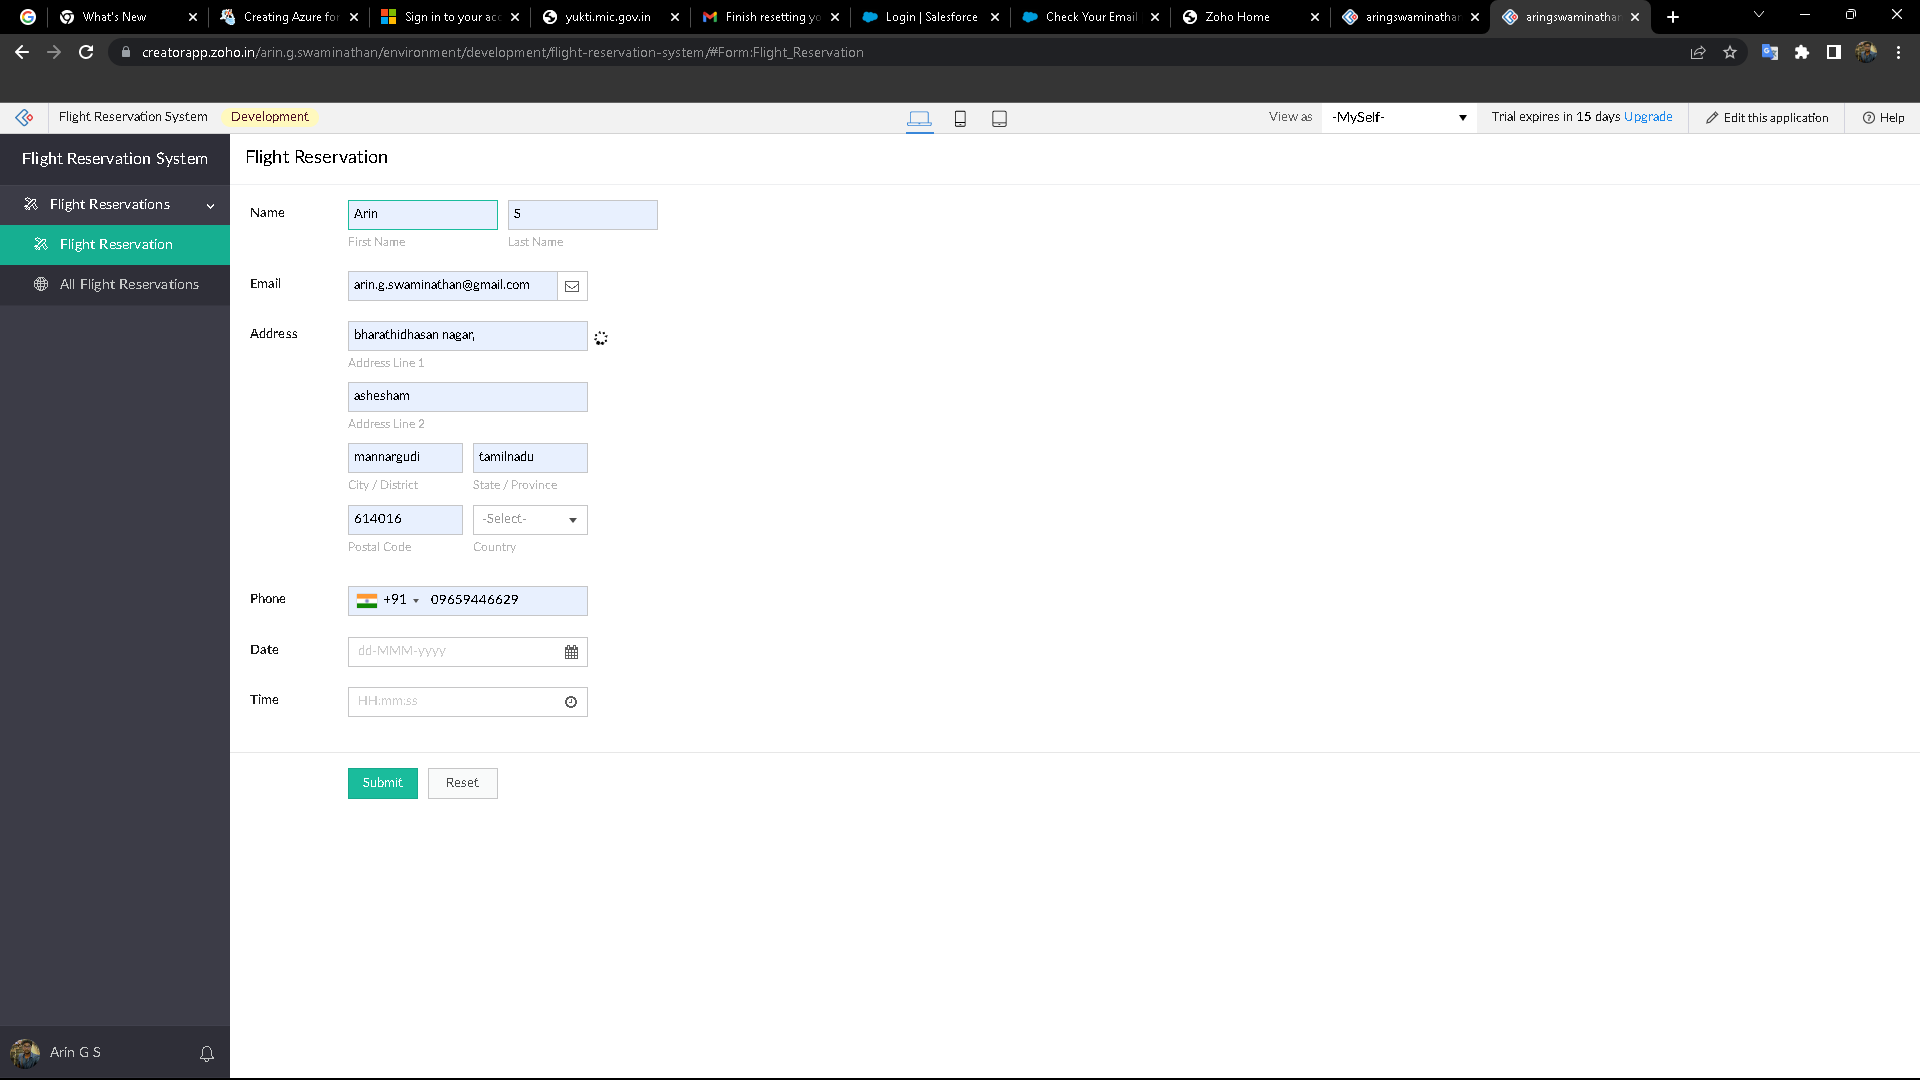 What's New
Creating Azure for
Sign in to your acc
yukti.mic.gov.in
Finish resetting yo
Login | Salesforce
Check Your Email
Zoho Home
aringswaminathan
aringswaminathan
creatorapp.zoho.in/arin.g.swaminathan/environment/development/flight-reservation-system/#Form:Flight_Reservation
Flight Reservation System
Development
View as
-MySelf-
Trial expires in 15 days Upgrade
Edit this application
Help
Flight Reservation System
Flight Reservations
Flight Reservation
All Flight Reservations
Flight Reservation
Name
Arin
S
First Name
Last Name
Email
arin.g.swaminathan@gmail.com
Address
bharathidhasan nagar,
Address Line 1
ashesham
Address Line 2
mannargudi
tamilnadu
City / District
State / Province
614016
-Select-
Postal Code
Country
Phone
+91
09659446629
Date
dd-MMM-yyyy
Time
HH:mm:ss
Submit
Reset
Arin G S